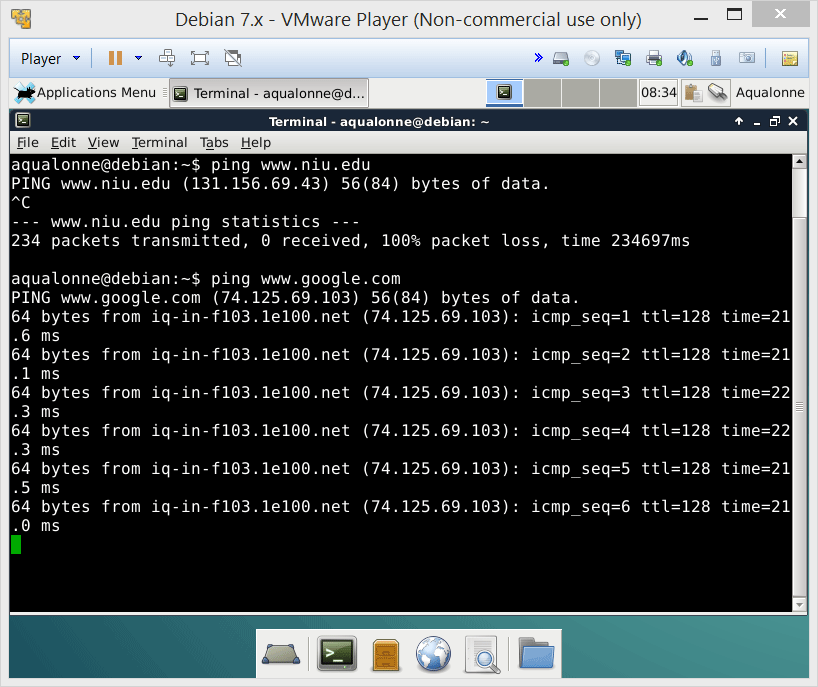 Debian 7.x - VMware Player (Non-commercial use only)
Player
Applications Menu
Terminal - aqualonne@d...
08:34
Aqualonne
Terminal - aqualonne@debian: ~
File Edit View Terminal Tabs Help
aqualonne@debian:~$ ping www.niu.edu
PING www.niu.edu (131.156.69.43) 56(84) bytes of data.
^C
--- www.niu.edu ping statistics ---
234 packets transmitted, 0 received, 100% packet loss, time 234697ms
aqualonne@debian:~$ ping www.google.com
PING www.google.com (74.125.69.103) 56(84) bytes of data.
64 bytes from iq-in-f103.1e100.net (74.125.69.103): icmp_seq=1 ttl=128 time=21
.6 ms
64 bytes from iq-in-f103.1e100.net (74.125.69.103): icmp_seq=2 ttl=128 time=21
.1 ms
64 bytes from iq-in-f103.1e100.net (74.125.69.103): icmp_seq=3 ttl=128 time=22
.3 ms
64 bytes from iq-in-f103.1e100.net (74.125.69.103): icmp_seq=4 ttl=128 time=22
.3 ms
64 bytes from iq-in-f103.1e100.net (74.125.69.103): icmp_seq=5 ttl=128 time=21
.5 ms
64 bytes from iq-in-f103.1e100.net (74.125.69.103): icmp_seq=6 ttl=128 time=21
.0 ms